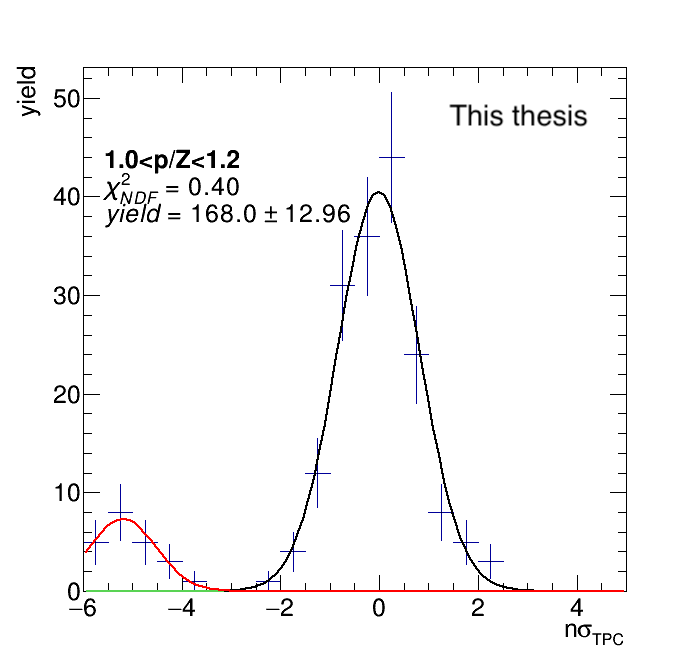 yield
50
40
30
20
10
0
This thesis
1.0<p/Z<1.2
χ²NDF = 0.40
yield = 168.0 ± 12.96
−6 −4 −2 0 2 4
nσTPC